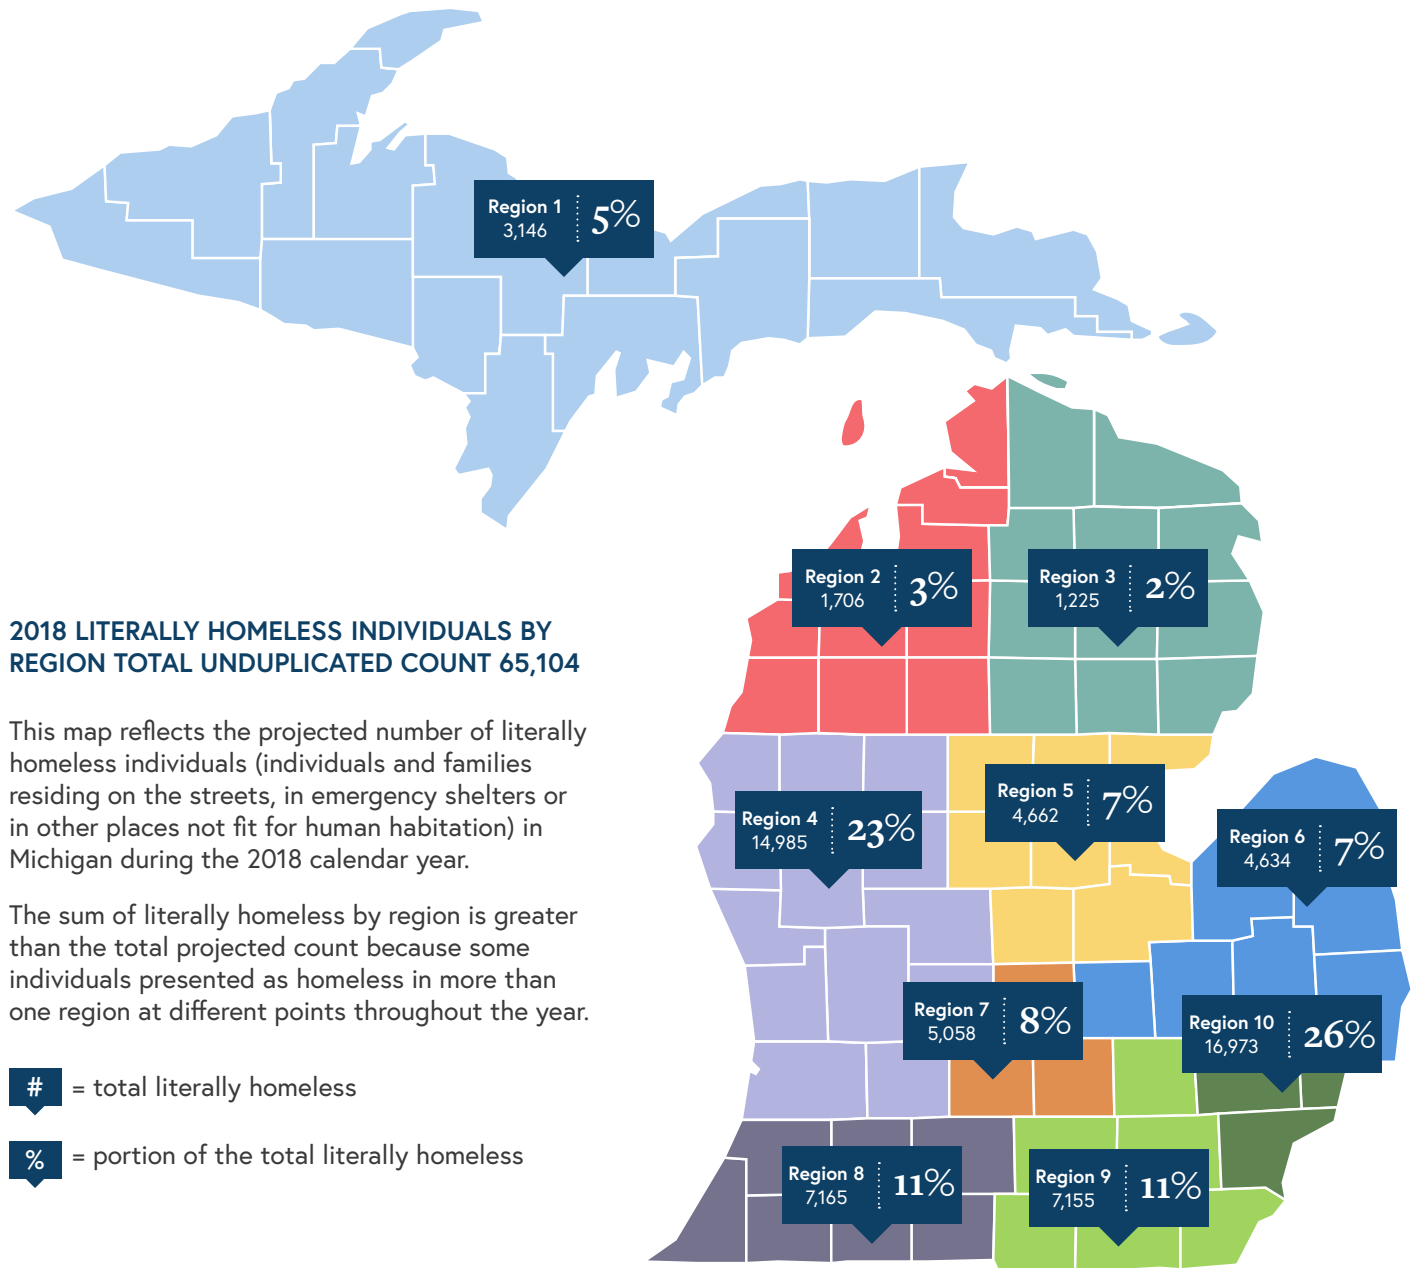 Region 1
3,146
5%
Region 2
1,706
3%
Region 3
1,225
2%
2018 LITERALLY HOMELESS INDIVIDUALS BY
REGION TOTAL UNDUPLICATED COUNT 65,104
This map reflects the projected number of literally
homeless individuals (individuals and families
residing on the streets, in emergency shelters or
in other places not fit for human habitation) in
Michigan during the 2018 calendar year.
The sum of literally homeless by region is greater
than the total projected count because some
individuals presented as homeless in more than
one region at different points throughout the year.
# = total literally homeless
% = portion of the total literally homeless
Region 4
14,985
23%
Region 5
4,662
7%
Region 6
4,634
7%
Region 7
5,058
8%
Region 10
16,973
26%
Region 8
7,165
11%
Region 9
7,155
11%